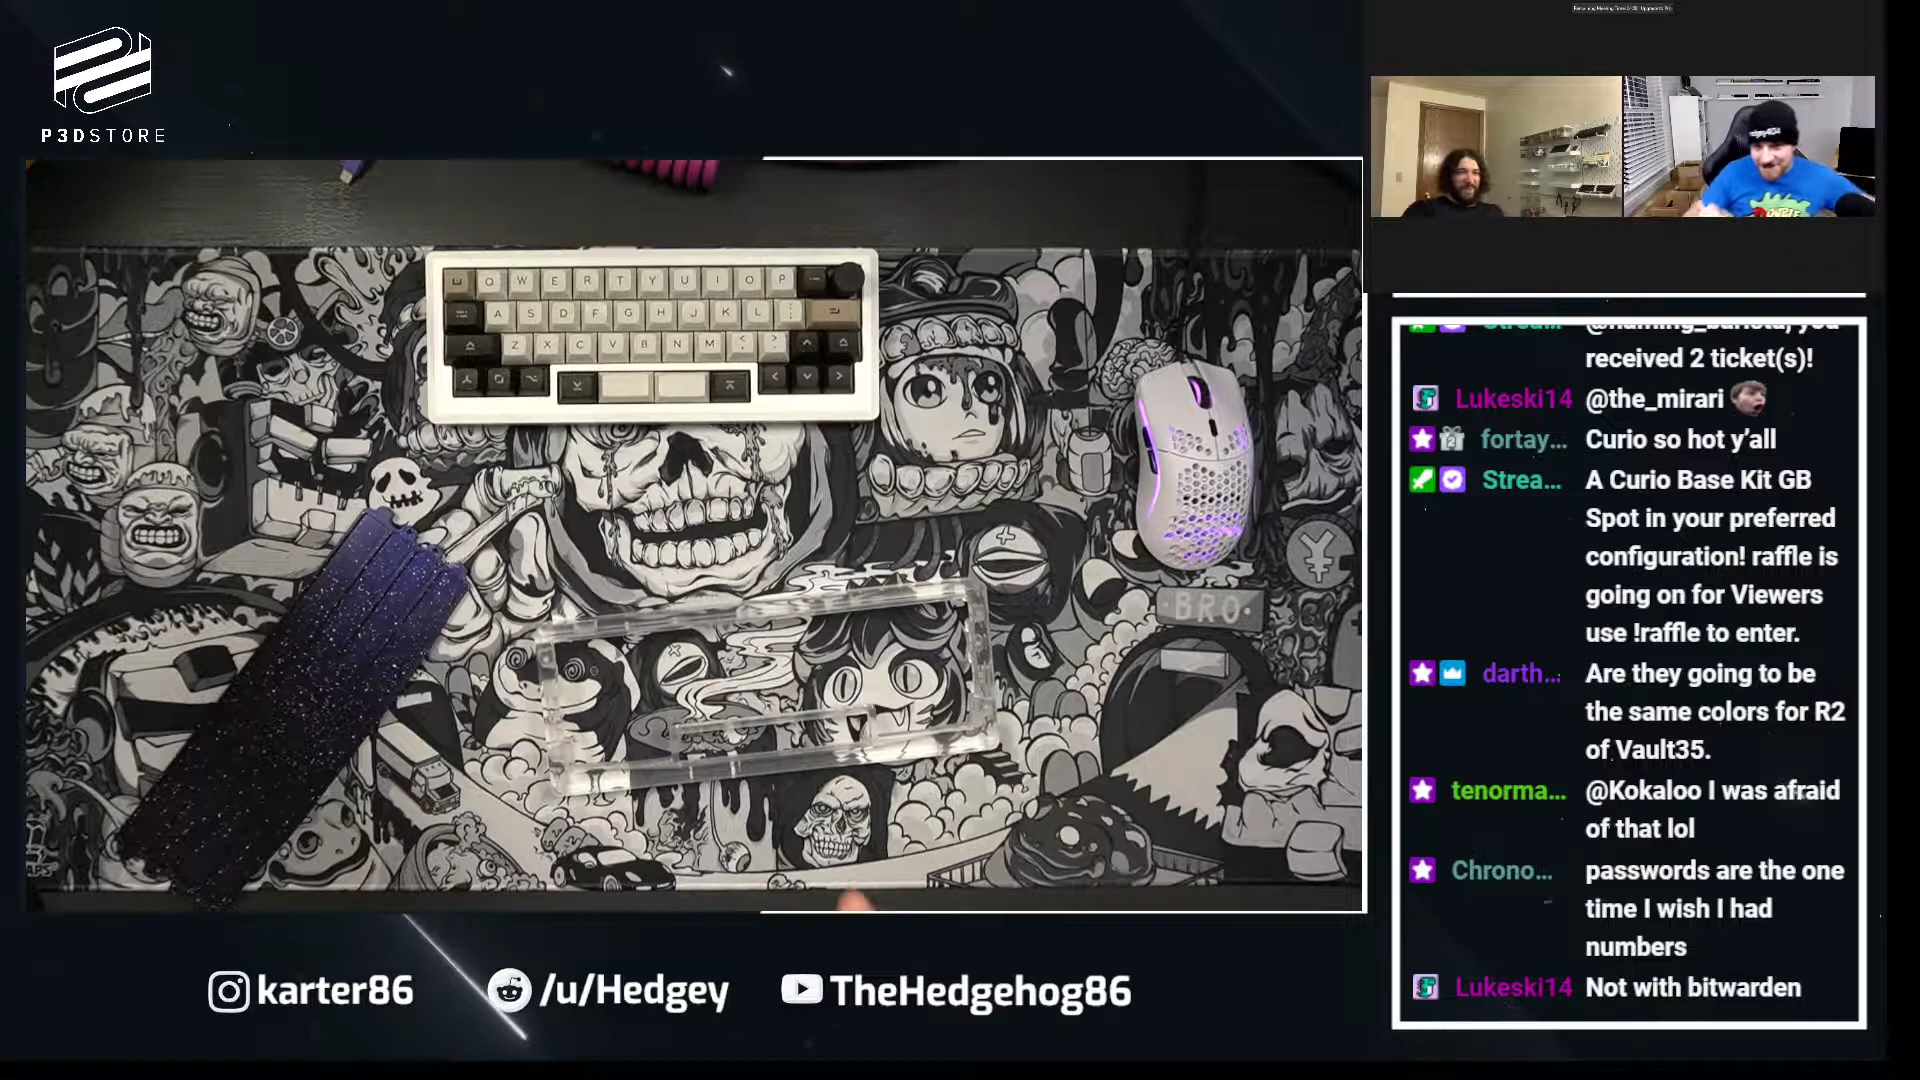 P3DSTORE
Q W E R T Y U I O P
A S D F G H J K L
Z X C V B N M
BRO
karter86
/u/Hedgey
TheHedgehog86
received 2 ticket(s)!
Lukeski14 @the_mirari
fortay... Curio so hot y’all
Strea... A Curio Base Kit GB
Spot in your preferred
configuration! raffle is
going on for Viewers
use !raffle to enter.
darth... Are they going to be
the same colors for R2
of Vault35.
tenorma... @Kokaloo I was afraid
of that lol
Chrono... passwords are the one
time I wish I had
numbers
Lukeski14 Not with bitwarden